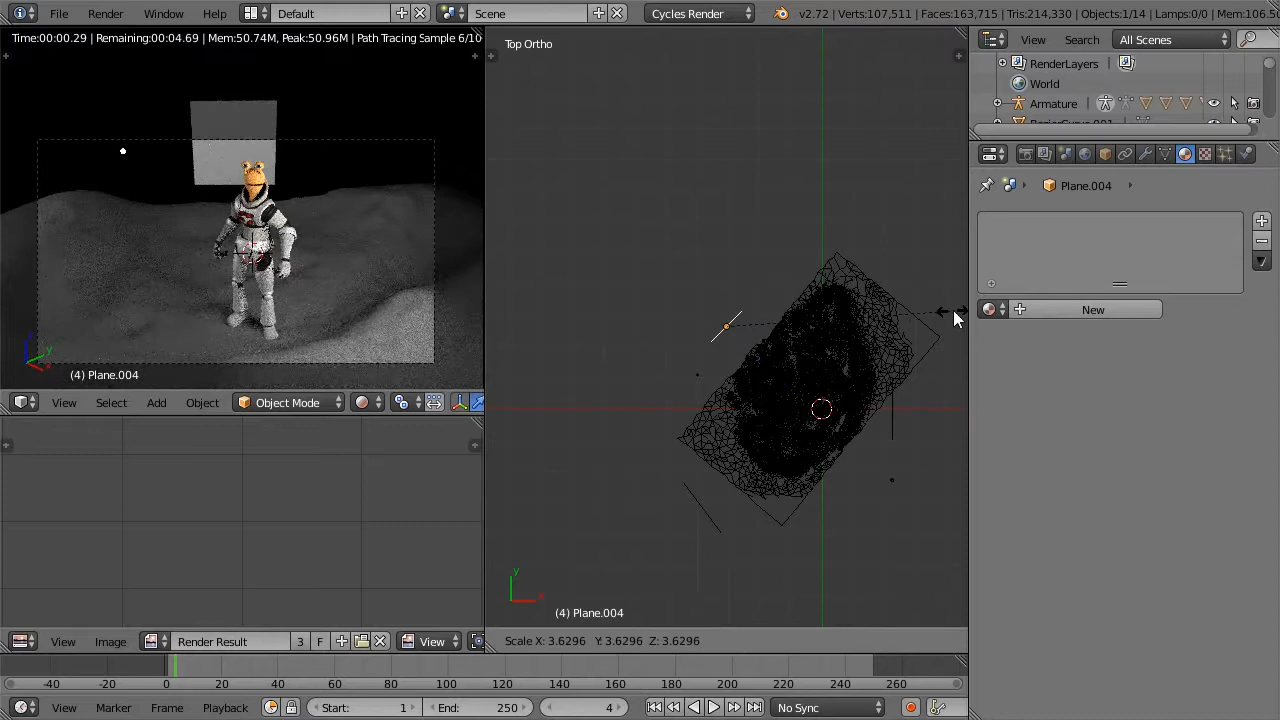 File Render Window Help Default Scene Cycles Render v2.72 | Verts:107,511 | Faces:163,715 | Tris:214,330 | Objects:1/14 | Lamps:0/0 | Mem:106.5
Time:00:00.29 | Remaining:00:04.69 | Mem:50.74M, Peak:50.96M | Path Tracing Sample 6/10
Top Ortho
View Search All Scenes
RenderLayers |
World
Armature
BezierCurve.001
Plane.004
New
(4) Plane.004
View Select Add Object Object Mode
y
x
(4) Plane.004
View Image Render Result 3 F View
Scale X: 3.6296 Y: 3.6296 Z: 3.6296
-40 -20 0 20 40 60 80 100 120 140 160 180 200 220 240 260
View Marker Frame Playback Start: 1 End: 250 4 No Sync